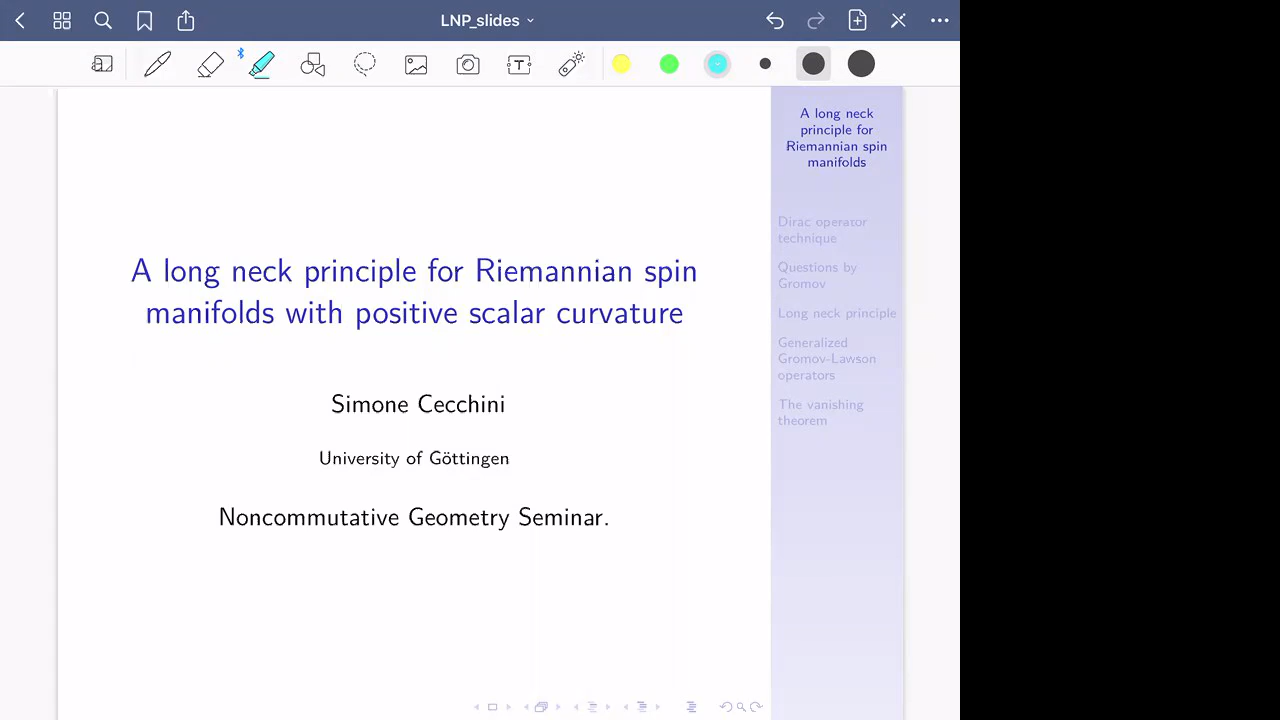 LNP_slides
T
A long neck
principle for
Riemannian spin
manifolds
Dirac operator
technique
Questions by
Gromov
Long neck principle
Generalized
Gromov-Lawson
operators
The vanishing
theorem
A long neck principle for Riemannian spin
manifolds with positive scalar curvature
Simone Cecchini
University of Göttingen
Noncommutative Geometry Seminar.